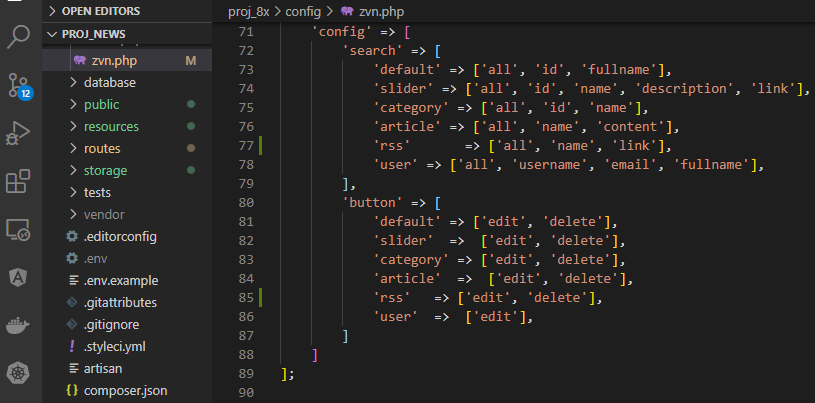 OPEN EDITORS
PROJ_NEWS
zvn.php M
database
public
resources
routes
storage
tests
vendor
.editorconfig
.env
.env.example
.gitattributes
.gitignore
.styleci.yml
artisan
composer.json
12
proj_8x > config > zvn.php
71 'config' => [
72 'search' => [
73 'default' => ['all', 'id', 'fullname'],
74 'slider' => ['all', 'id', 'name', 'description', 'link'],
75 'category' => ['all', 'id', 'name'],
76 'article' => ['all', 'name', 'content'],
77 'rss' => ['all', 'name', 'link'],
78 'user' => ['all', 'username', 'email', 'fullname'],
79 ],
80 'button' => [
81 'default' => ['edit', 'delete'],
82 'slider' => ['edit', 'delete'],
83 'category' => ['edit', 'delete'],
84 'article' => ['edit', 'delete'],
85 'rss' => ['edit', 'delete'],
86 'user' => ['edit'],
87 ]
88 ]
89 ];
90